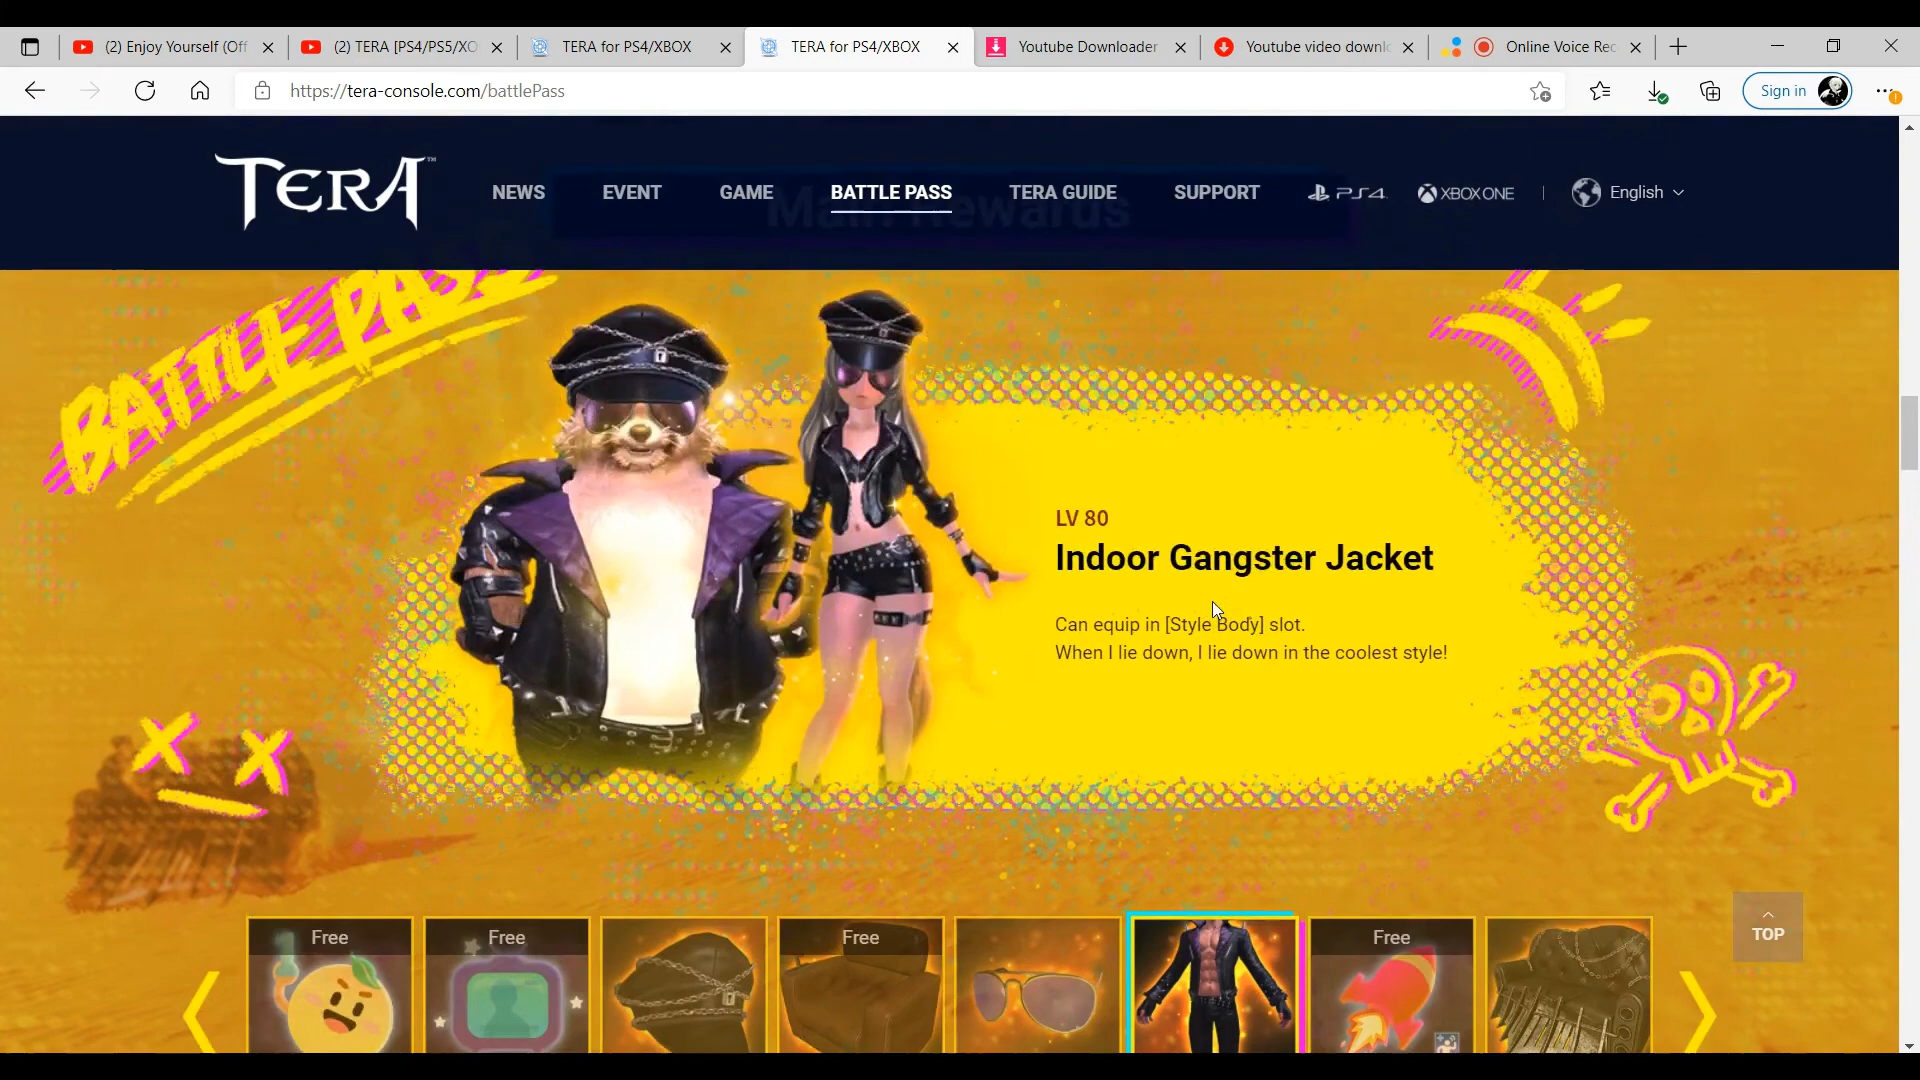 (2) Enjoy Yourself (Off
(2) TERA [PS4/PS5/XO
TERA for PS4/XBOX
TERA for PS4/XBOX
Youtube Downloader
Youtube video downl
Online Voice Rec
https://tera-console.com/battlePass
Sign in
TERA™
NEWS
EVENT
GAME
BATTLE PASS
TERA GUIDE
SUPPORT
PS4
XBOX ONE
English
Main Rewards
BATTLE PASS
LV 80
Indoor Gangster Jacket
Can equip in [Style Body] slot.
When I lie down, I lie down in the coolest style!
Free
Free
Free
Free
TOP